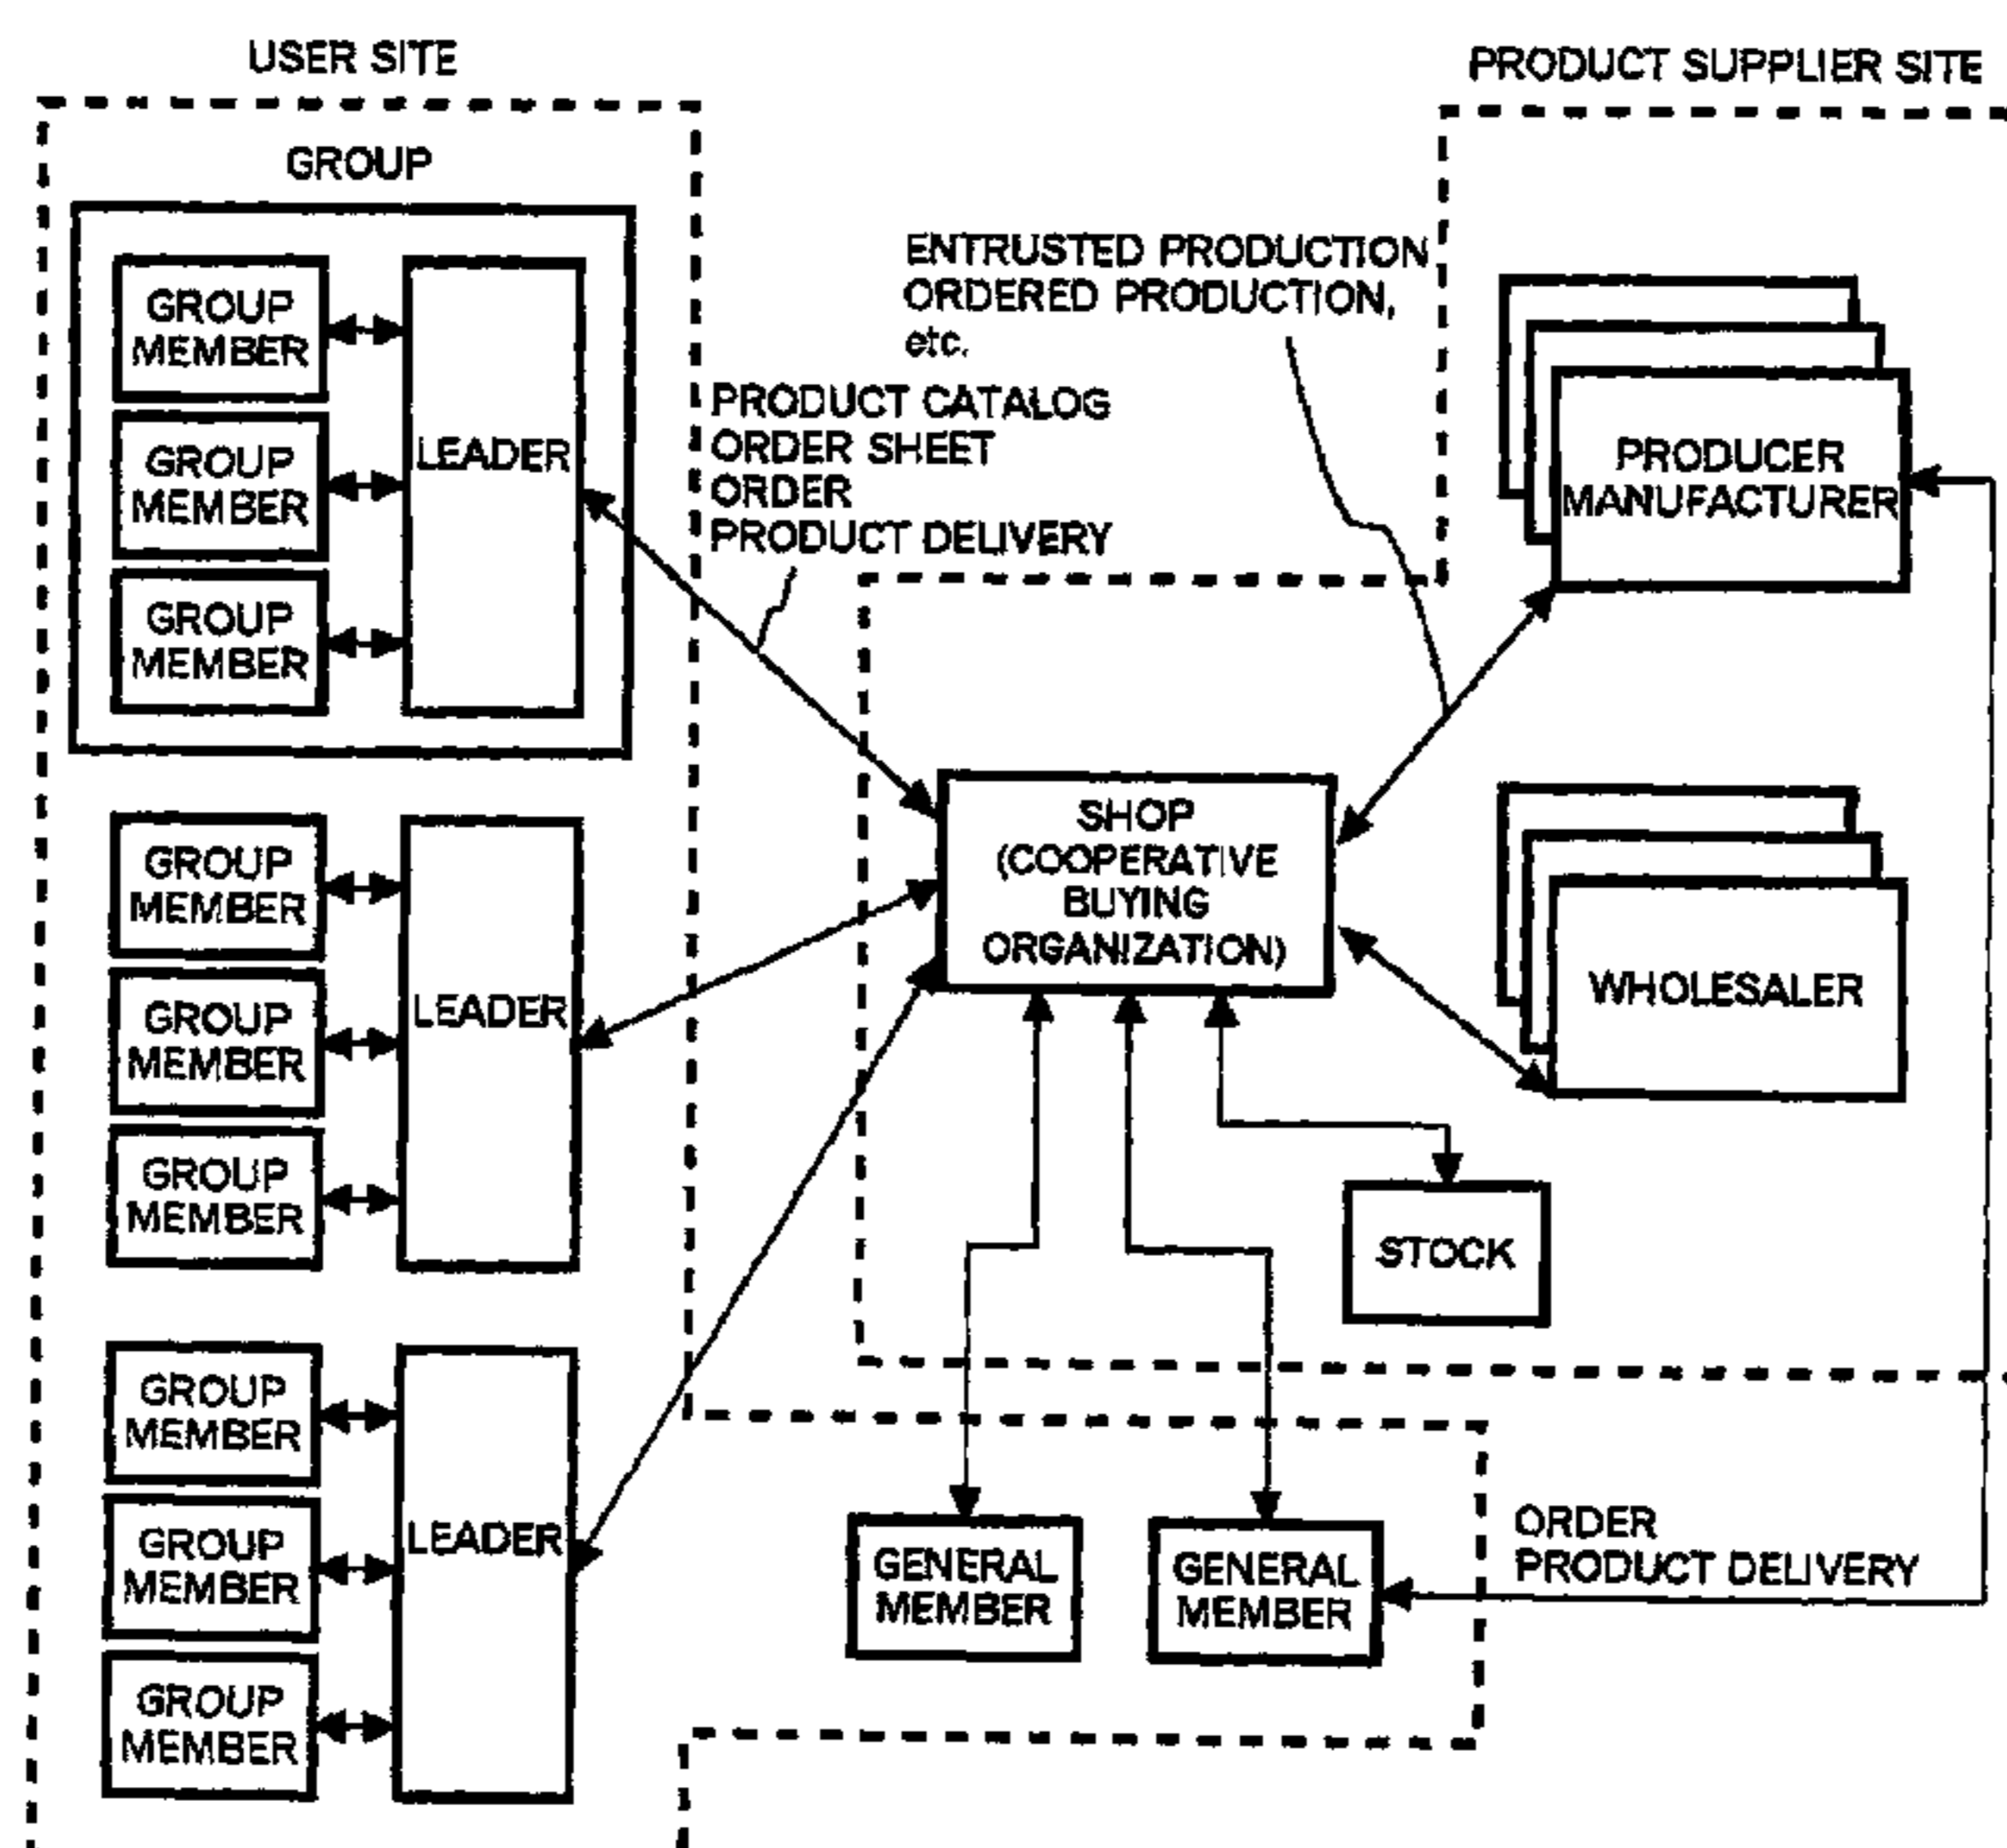 USER SITE
PRODUCT SUPPLIER SITE
GROUP
GROUP
MEMBER
GROUP
MEMBER
GROUP
MEMBER
LEADER
PRODUCT CATALOG
ORDER SHEET
ORDER
PRODUCT DELIVERY
ENTRUSTED PRODUCTION
ORDERED PRODUCTION,
etc.
PRODUCER
MANUFACTURER
GROUP
MEMBER
GROUP
MEMBER
GROUP
MEMBER
LEADER
SHOP
(COOPERATIVE
BUYING
ORGANIZATION)
WHOLESALER
STOCK
GROUP
MEMBER
GROUP
MEMBER
GROUP
MEMBER
LEADER
GENERAL
MEMBER
GENERAL
MEMBER
ORDER
PRODUCT DELIVERY